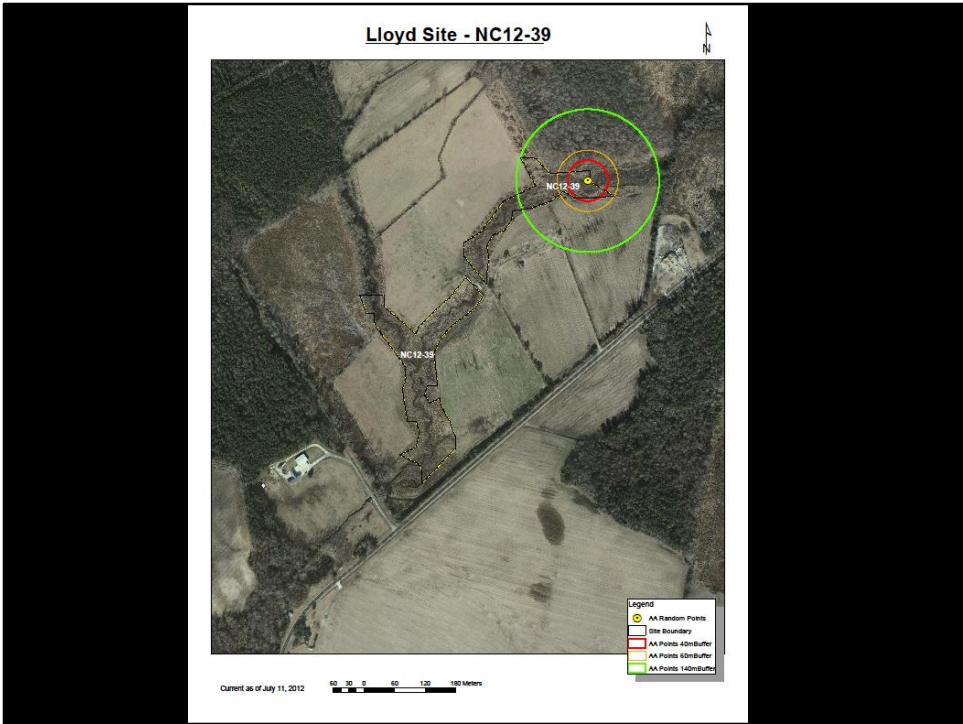 Lloyd Site - NC12-39
N
NC12-39
NC12-39
Legend
AA Random Points
Site Boundary
AA Points 40mBuffer
AA Points 60mBuffer
AA Points 140mBuffer
Current as of July 11, 2012
60 30 0 60 120 180 Meters